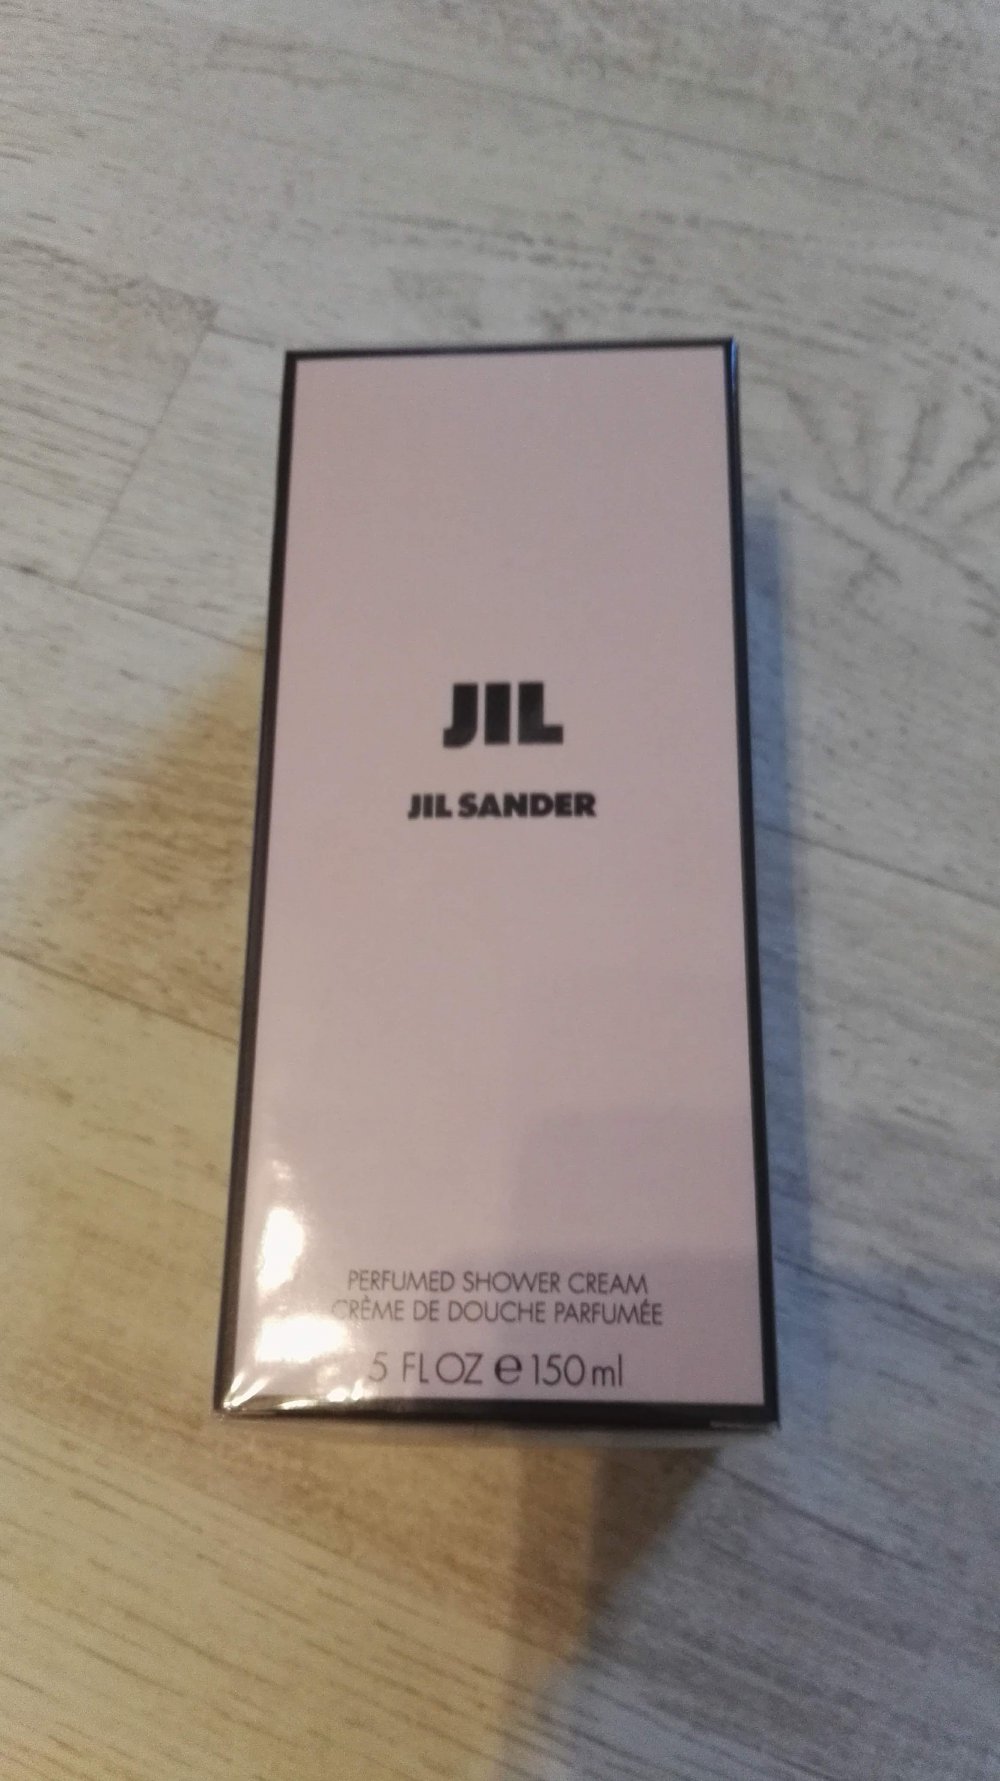 JIL
JIL SANDER
PERFUMED SHOWER CREAM
CRÈME DE DOUCHE PARFUMÉE
5 FL OZ ℮ 150 ml